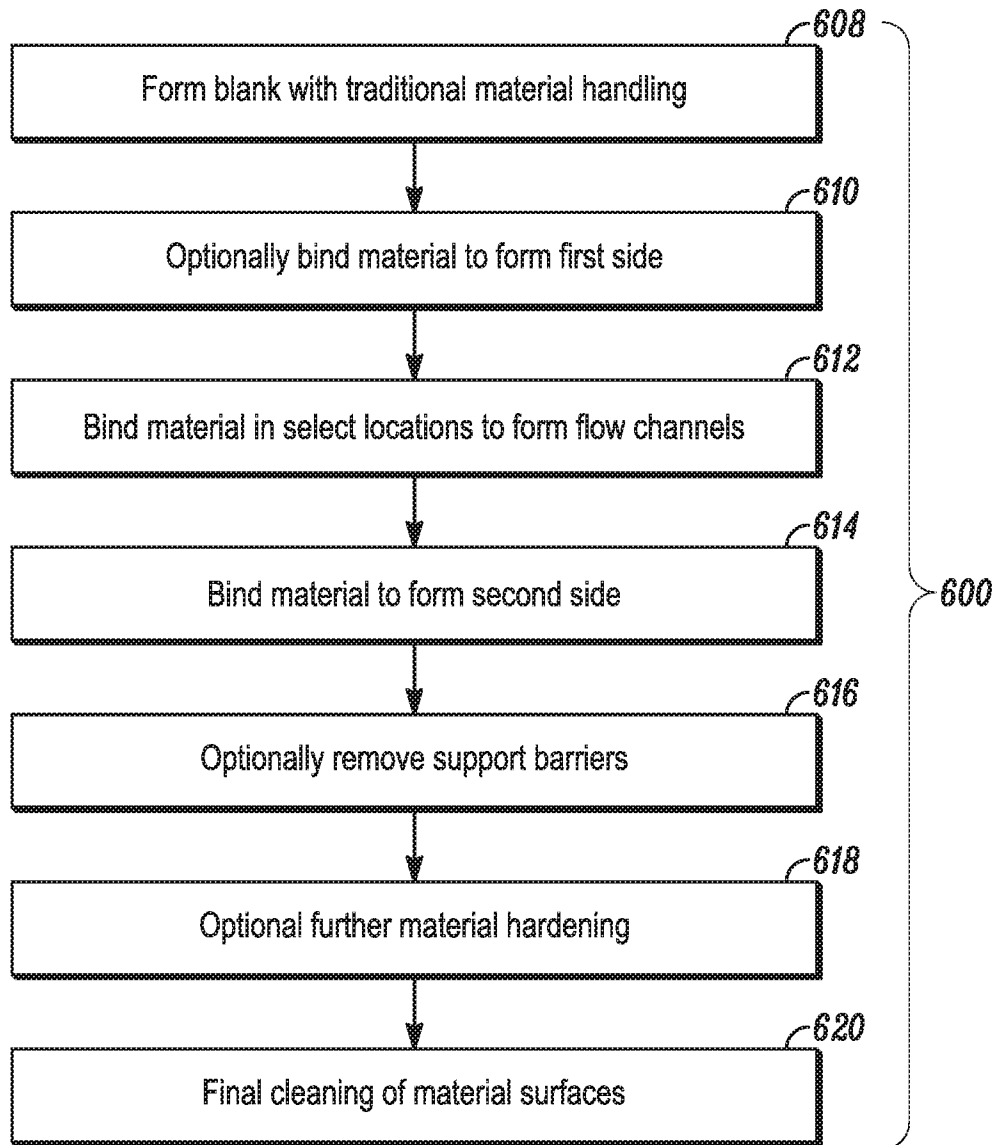 608
Form blank with traditional material handling
610
Optionally bind material to form first side
612
Bind material in select locations to form flow channels
614
Bind material to form second side
600
616
Optionally remove support barriers
618
Optional further material hardening
620
Final cleaning of material surfaces